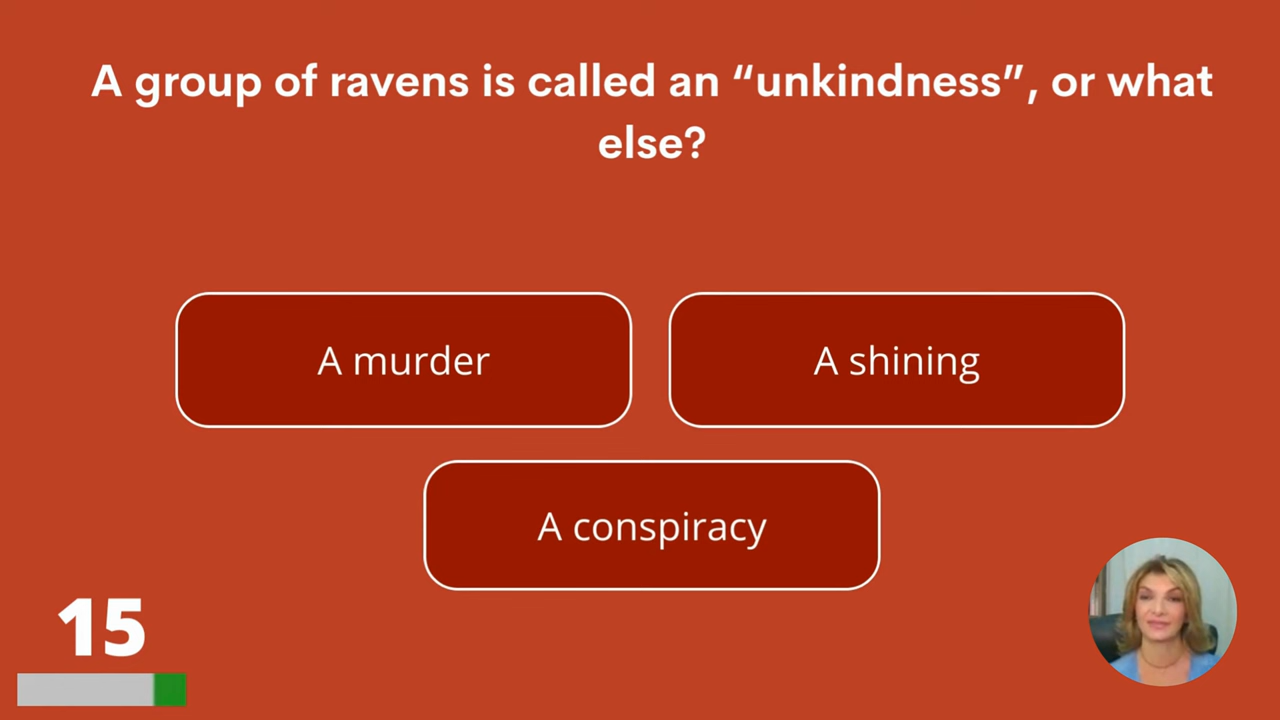 A group of ravens is called an “unkindness”, or what
else?
A murder
A shining
A conspiracy
15